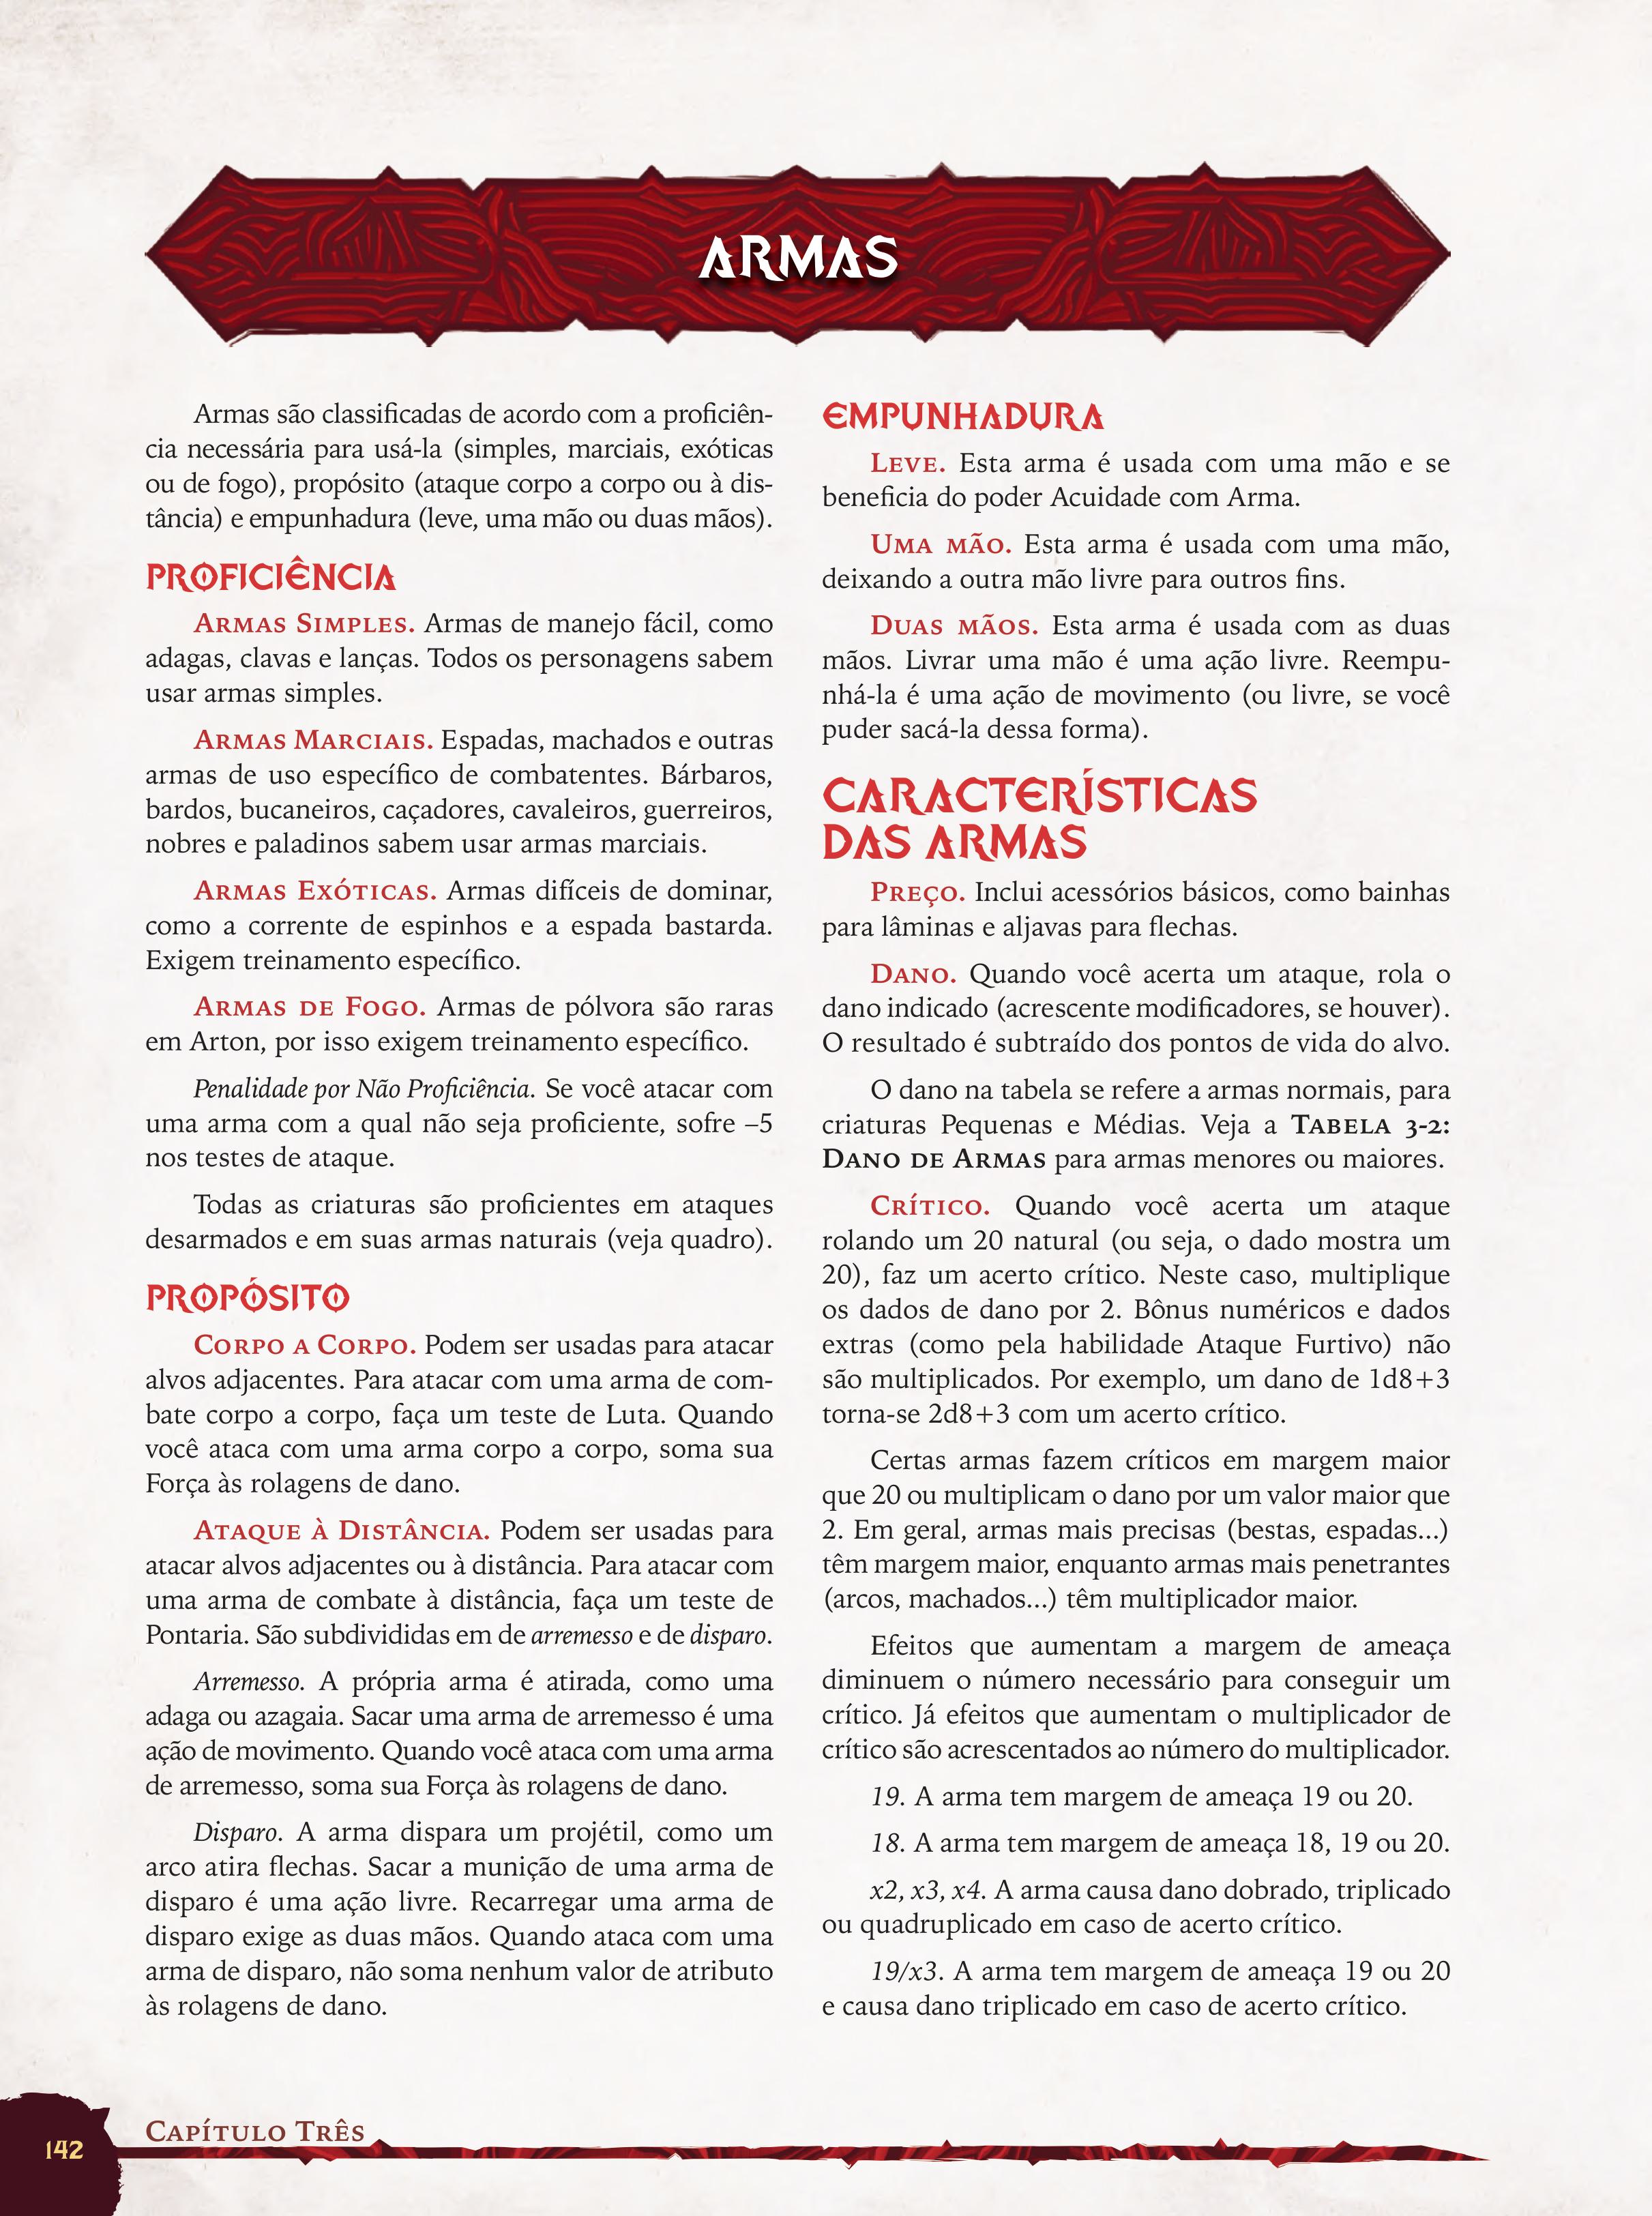 ARMAS
Armas são classificadas de acordo com a proficiên-
cia necessária para usá-la (simples, marciais, exóticas
ou de fogo), propósito (ataque corpo a corpo ou à dis-
tância) e empunhadura (leve, uma mão ou duas mãos).
PROFICIÊNCIA
Armas Simples. Armas de manejo fácil, como
adagas, clavas e lanças. Todos os personagens sabem
usar armas simples.
Armas Marciais. Espadas, machados e outras
armas de uso específico de combatentes. Bárbaros,
bardos, bucaneiros, caçadores, cavaleiros, guerreiros,
nobres e paladinos sabem usar armas marciais.
Armas Exóticas. Armas difíceis de dominar,
como a corrente de espinhos e a espada bastarda.
Exigem treinamento específico.
Armas de Fogo. Armas de pólvora são raras
em Arton, por isso exigem treinamento específico.
Penalidade por Não Proficiência. Se você atacar com
uma arma com a qual não seja proficiente, sofre –5
nos testes de ataque.
Todas as criaturas são proficientes em ataques
desarmados e em suas armas naturais (veja quadro).
PROPÓSITO
Corpo a Corpo. Podem ser usadas para atacar
alvos adjacentes. Para atacar com uma arma de com-
bate corpo a corpo, faça um teste de Luta. Quando
você ataca com uma arma corpo a corpo, soma sua
Força às rolagens de dano.
Ataque à Distância. Podem ser usadas para
atacar alvos adjacentes ou à distância. Para atacar com
uma arma de combate à distância, faça um teste de
Pontaria. São subdivididas em de arremesso e de disparo.
Arremesso. A própria arma é atirada, como uma
adaga ou azagaia. Sacar uma arma de arremesso é uma
ação de movimento. Quando você ataca com uma arma
de arremesso, soma sua Força às rolagens de dano.
Disparo. A arma dispara um projétil, como um
arco atira flechas. Sacar a munição de uma arma de
disparo é uma ação livre. Recarregar uma arma de
disparo exige as duas mãos. Quando ataca com uma
arma de disparo, não soma nenhum valor de atributo
às rolagens de dano.
EMPUNHADURA
Leve. Esta arma é usada com uma mão e se
beneficia do poder Acuidade com Arma.
Uma mão. Esta arma é usada com uma mão,
deixando a outra mão livre para outros fins.
Duas mãos. Esta arma é usada com as duas
mãos. Livrar uma mão é uma ação livre. Reempu-
nhá-la é uma ação de movimento (ou livre, se você
puder sacá-la dessa forma).
CARACTERÍSTICAS
DAS ARMAS
Preço. Inclui acessórios básicos, como bainhas
para lâminas e aljavas para flechas.
Dano. Quando você acerta um ataque, rola o
dano indicado (acrescente modificadores, se houver).
O resultado é subtraído dos pontos de vida do alvo.
O dano na tabela se refere a armas normais, para
criaturas Pequenas e Médias. Veja a Tabela 3-2:
Dano de Armas para armas menores ou maiores.
Crítico. Quando você acerta um ataque
rolando um 20 natural (ou seja, o dado mostra um
20), faz um acerto crítico. Neste caso, multiplique
os dados de dano por 2. Bônus numéricos e dados
extras (como pela habilidade Ataque Furtivo) não
são multiplicados. Por exemplo, um dano de 1d8+3
torna-se 2d8+3 com um acerto crítico.
Certas armas fazem críticos em margem maior
que 20 ou multiplicam o dano por um valor maior que
2. Em geral, armas mais precisas (bestas, espadas...)
têm margem maior, enquanto armas mais penetrantes
(arcos, machados...) têm multiplicador maior.
Efeitos que aumentam a margem de ameaça
diminuem o número necessário para conseguir um
crítico. Já efeitos que aumentam o multiplicador de
crítico são acrescentados ao número do multiplicador.
19. A arma tem margem de ameaça 19 ou 20.
18. A arma tem margem de ameaça 18, 19 ou 20.
x2, x3, x4. A arma causa dano dobrado, triplicado
ou quadruplicado em caso de acerto crítico.
19/x3. A arma tem margem de ameaça 19 ou 20
e causa dano triplicado em caso de acerto crítico.
Capítulo Três
142